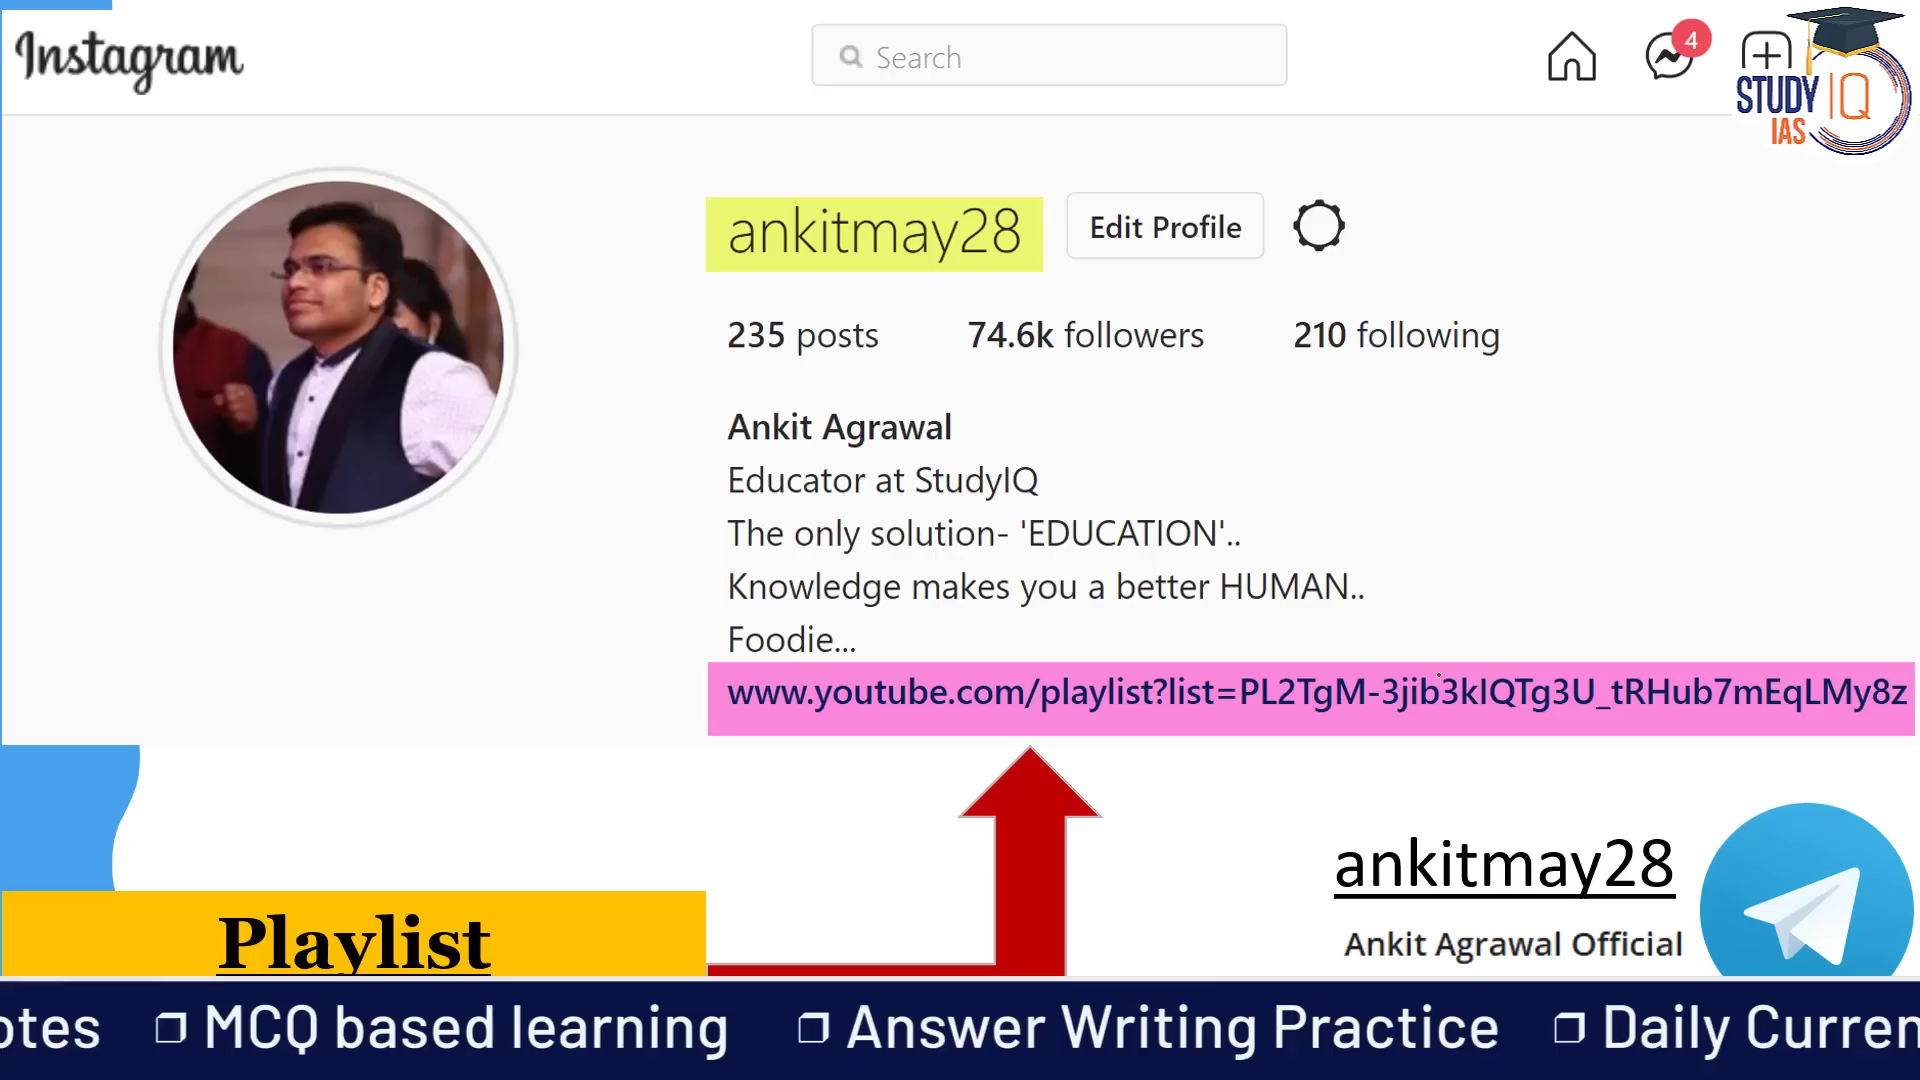 Instagram
Search
4
STUDY IQ
IAS
ankitmay28
Edit Profile
235 posts 74.6k followers 210 following
Ankit Agrawal
Educator at StudyIQ
The only solution- 'EDUCATION'..
Knowledge makes you a better HUMAN..
Foodie...
www.youtube.com/playlist?list=PL2TgM-3jib3kIQTg3U_tRHub7mEqLMy8z
ankitmay28
Ankit Agrawal Official
Playlist
otes ❐ MCQ based learning ❐ Answer Writing Practice ❐ Daily Curren